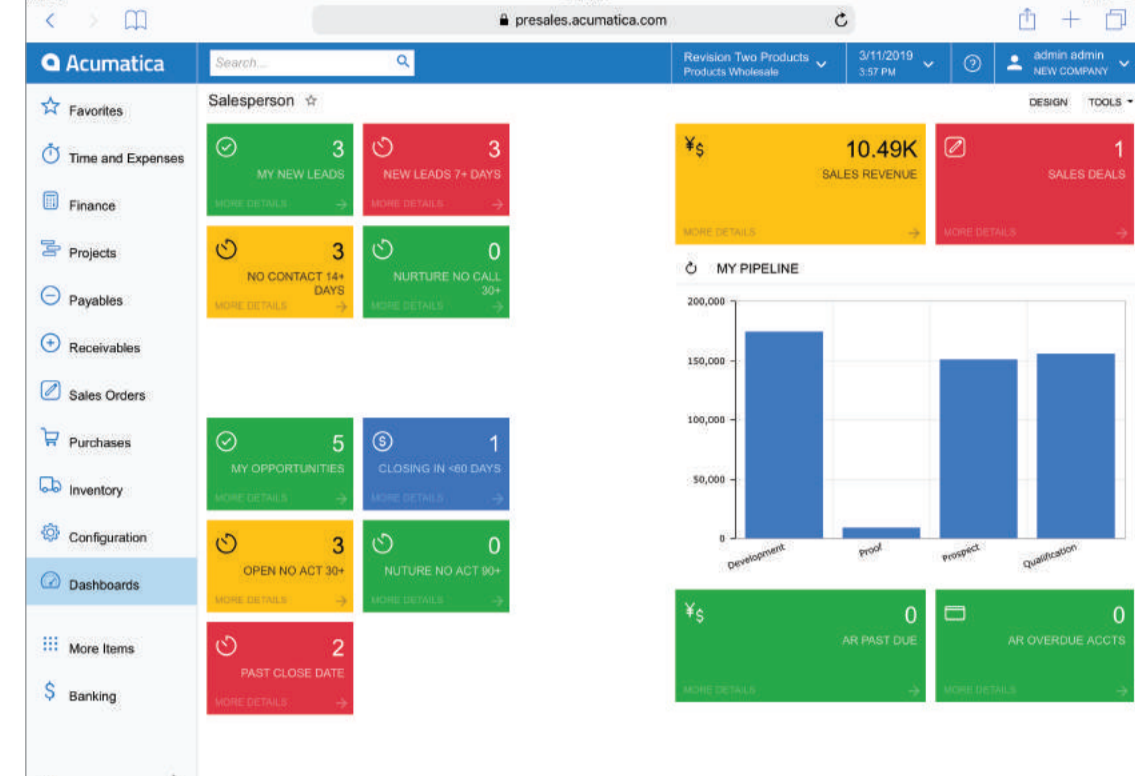 presales.acumatica.com
Acumatica
Search...
Revision Two Products
Products Wholesale
3/11/2019
3:57 PM
?
admin admin
NEW COMPANY
Favorites
Time and Expenses
Finance
Projects
Payables
Receivables
Sales Orders
Purchases
Inventory
Configuration
Dashboards
More Items
$ Banking
Salesperson
DESIGN TOOLS
3
MY NEW LEADS
MORE DETAILS
3
NEW LEADS 7+ DAYS
MORE DETAILS
3
NO CONTACT 14+
DAYS
MORE DETAILS
0
NURTURE NO CALL
30+
MORE DETAILS
5
MY OPPORTUNITIES
MORE DETAILS
$ 1
CLOSING IN <60 DAYS
MORE DETAILS
3
OPEN NO ACT 30+
MORE DETAILS
0
NUTURE NO ACT 90+
MORE DETAILS
2
PAST CLOSE DATE
MORE DETAILS
¥$ 10.49K
SALES REVENUE
MORE DETAILS
1
SALES DEALS
MORE DETAILS
MY PIPELINE
200,000
150,000
100,000
50,000
0
Development
Proof
Prospect
Qualification
¥$ 0
AR PAST DUE
MORE DETAILS
0
AR OVERDUE ACCTS
MORE DETAILS